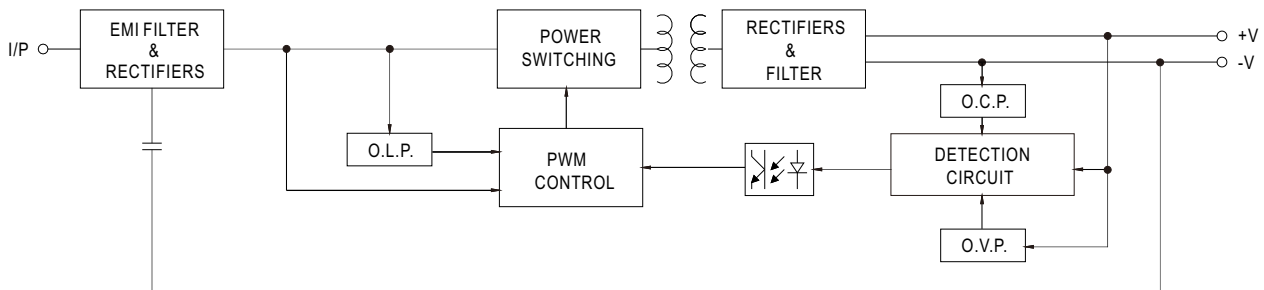 I/P
EMI FILTER
&
RECTIFIERS
POWER
SWITCHING
RECTIFIERS
&
FILTER
+V
-V
O.C.P.
O.L.P.
PWM
CONTROL
DETECTION
CIRCUIT
O.V.P.